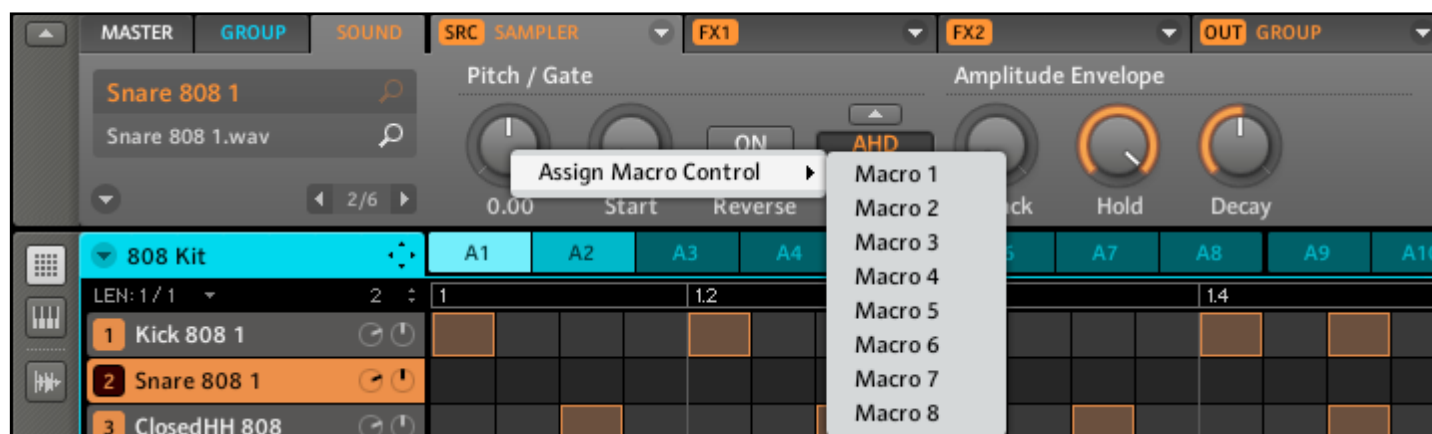 MASTER GROUP SOUND SRC SAMPLER FX1 FX2 OUT GROUP
Pitch / Gate Amplitude Envelope
Snare 808 1
Snare 808 1.wav
ON AHD
Assign Macro Control
2/6 0.00 Start Reverse Hold Decay
Macro 1
Macro 2
Macro 3
Macro 4
Macro 5
Macro 6
Macro 7
Macro 8
808 Kit A1 A2 A3 A4 A7 A8 A9 A10
LEN: 1 / 1 2 1 1.2 1.4
1 Kick 808 1
2 Snare 808 1
3 ClosedHH 808